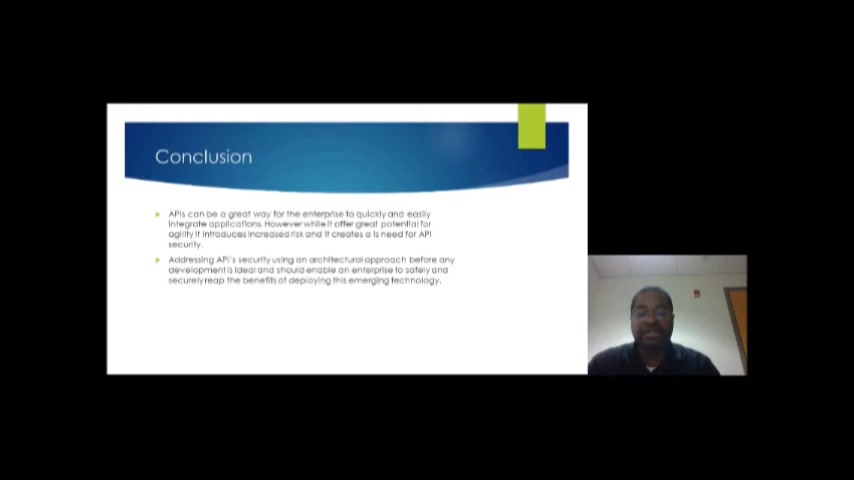 Conclusion
APIs can be a great way for the enterprise to quickly and easily
integrate applications. However while it offer great potential for
agility it introduces increased risk and it creates a is need for API
security.
Addressing API's security using an architectural approach before any
development is ideal and should enable an enterprise to safely and
securely reap the benefits of deploying this emerging technology.